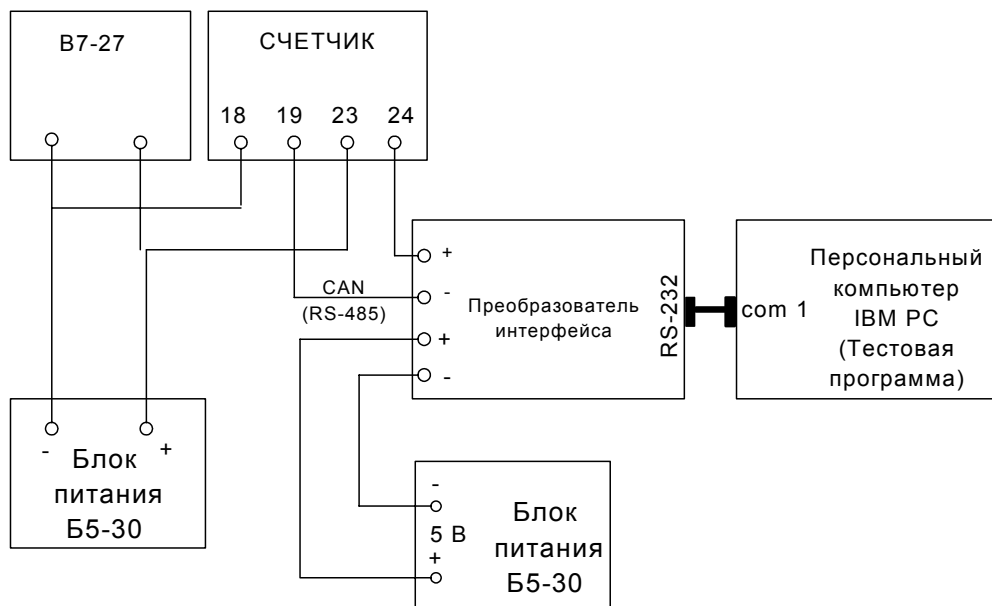 В7-27
СЧЕТЧИК
18 19 23 24
+
-
+
-
CAN
(RS-485)
Преобразователь
интерфейса
RS-232
com 1
Персональный
компьютер
IBM PC
(Тестовая
программа)
- +
Блок
питания
Б5-30
-
5 В
+
Блок
питания
Б5-30